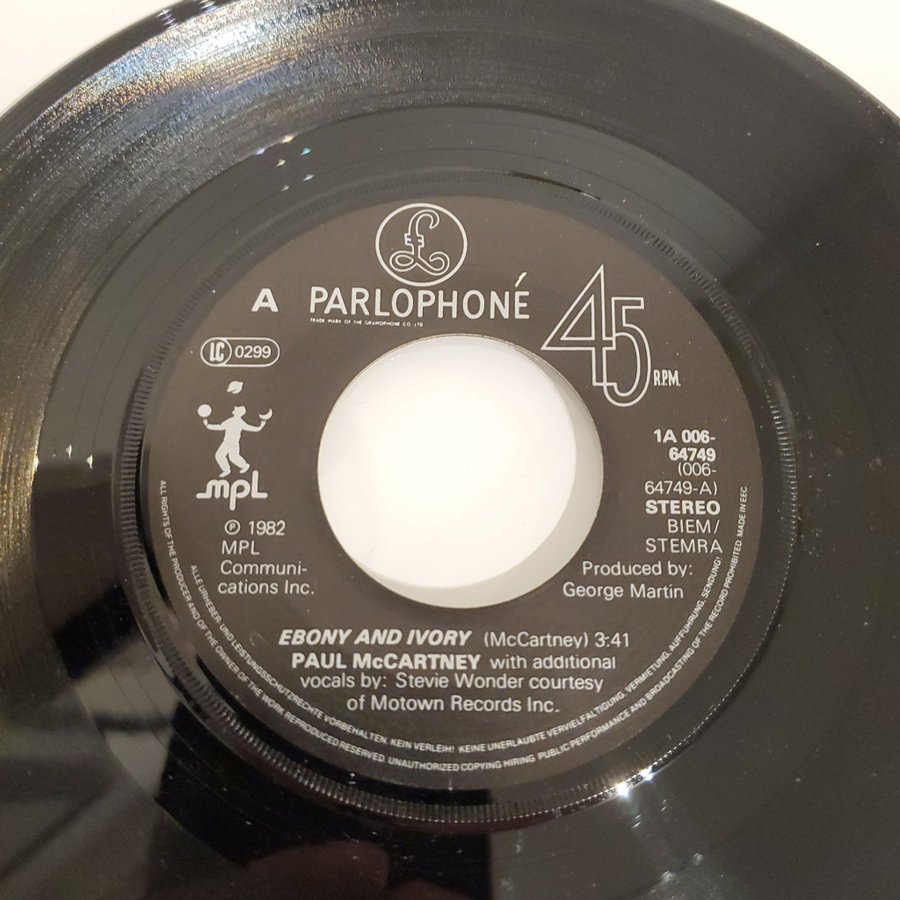 £
PARLOPHONÉ
TRADE MARK OF THE GRAMOPHONE CO. LTD
A
45
R.P.M.
LC 0299
mpL
℗ 1982
MPL
Communi-
cations Inc.
1A 006-
64749
(006-
64749-A)
STEREO
BIEM/
STEMRA
Produced by:
George Martin
EBONY AND IVORY (McCartney) 3:41
PAUL McCARTNEY with additional
vocals by: Stevie Wonder courtesy
of Motown Records Inc.
ALLE URHEBER- UND LEISTUNGSSCHUTZRECHTE VORBEHALTEN. KEIN VERLEIH! KEINE UNERLAUBTE VERVIELFÄLTIGUNG, VERMIETUNG, AUFFÜHRUNG, SENDUNG!
ALL RIGHTS OF THE PRODUCER AND OF THE OWNER OF THE WORK REPRODUCED RESERVED. UNAUTHORIZED COPYING HIRING PUBLIC PERFORMANCE AND BROADCASTING OF THE RECORD PROHIBITED. MADE IN EEC